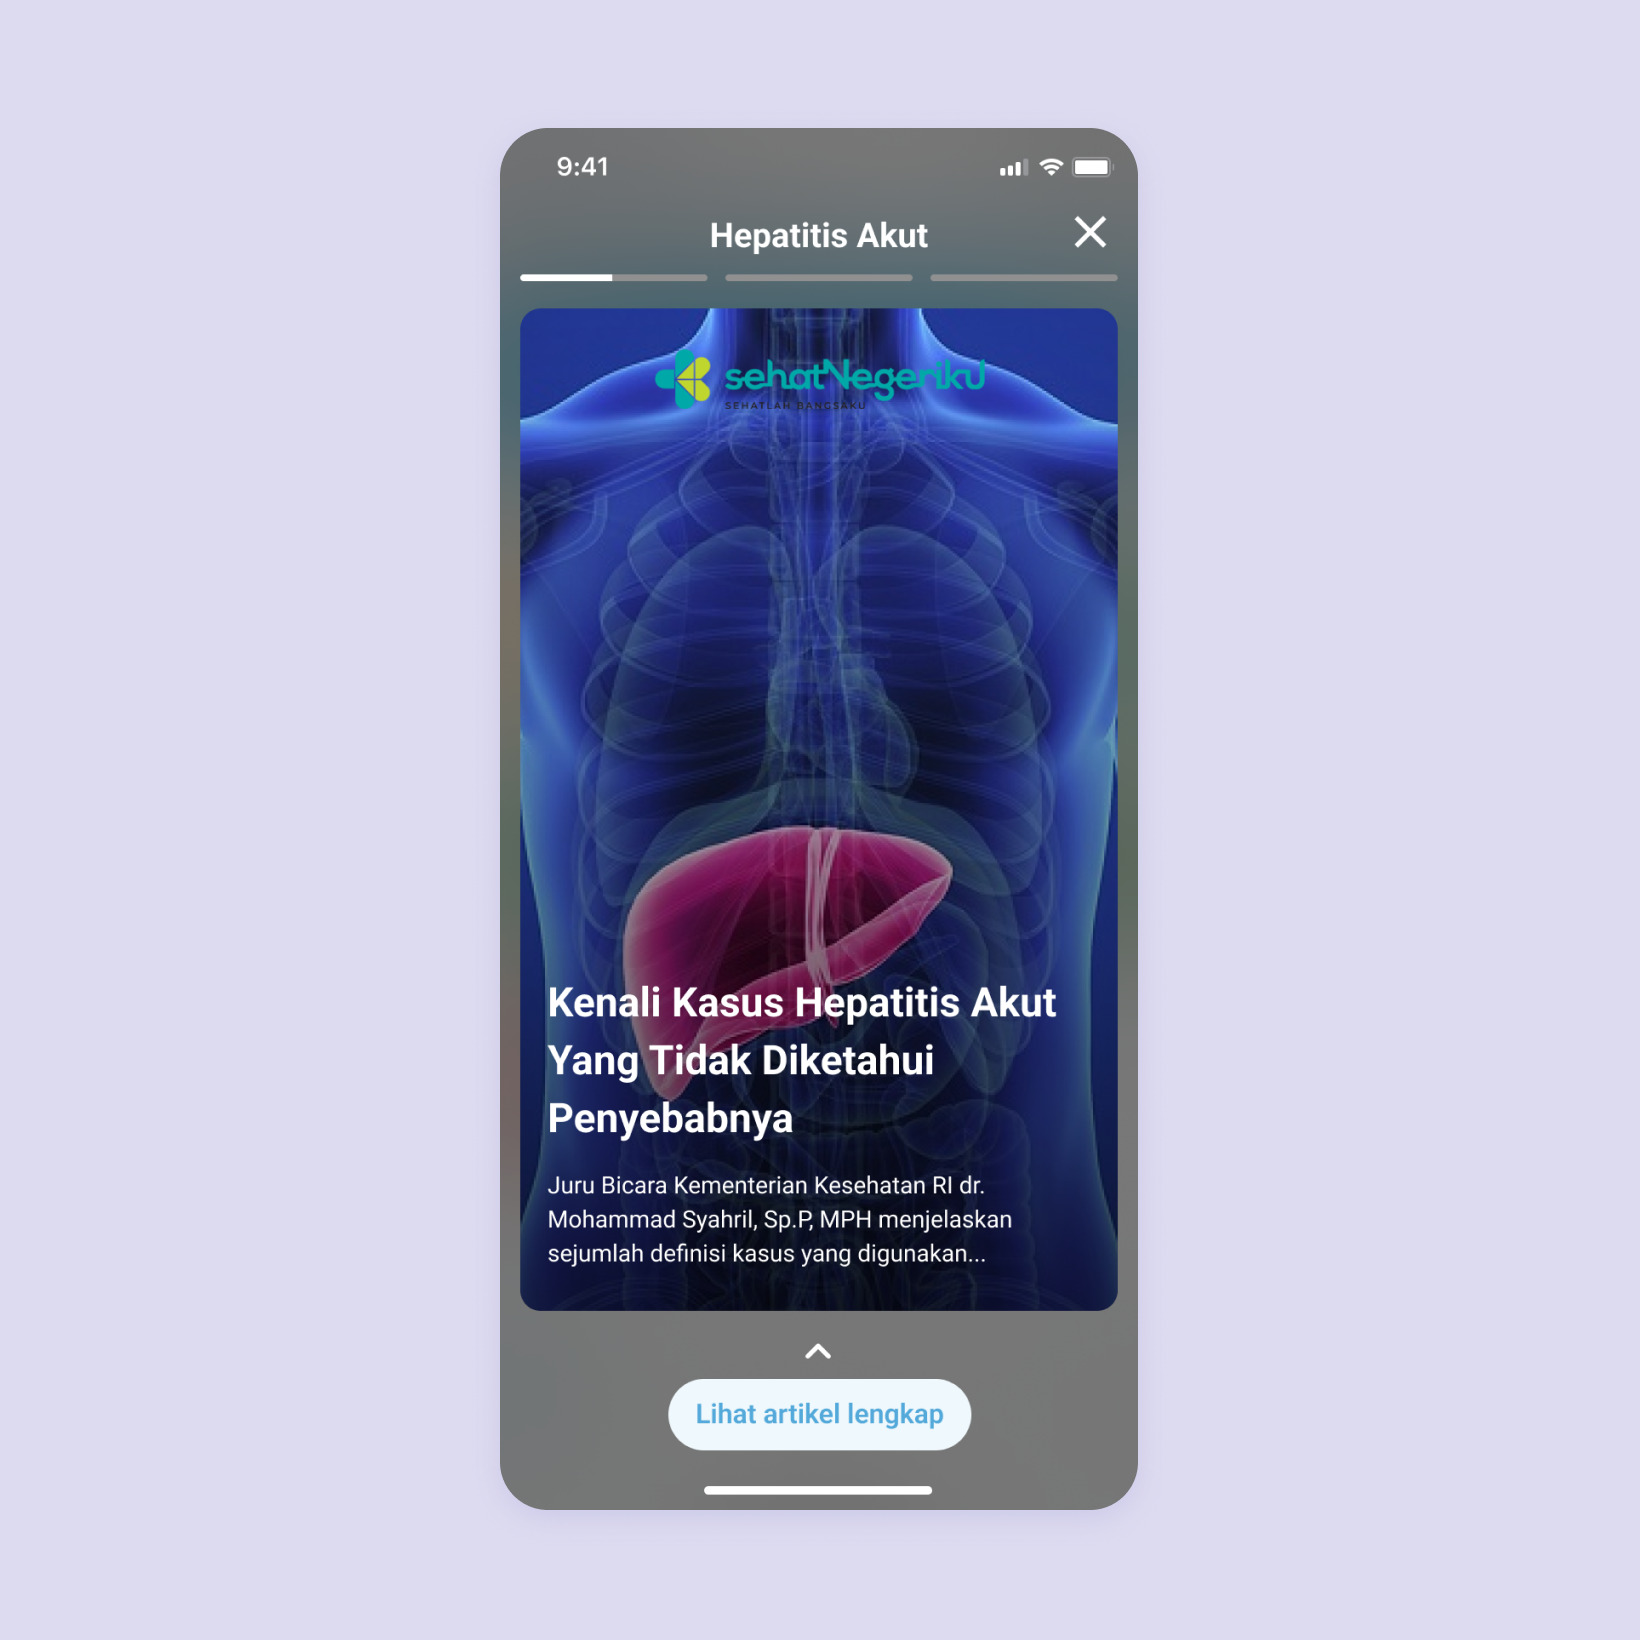 9:41
Hepatitis Akut
sehatNegeriku
SEHATLAH BANGSAKU
Kenali Kasus Hepatitis Akut
Yang Tidak Diketahui
Penyebabnya
Juru Bicara Kementerian Kesehatan RI dr.
Mohammad Syahril, Sp.P, MPH menjelaskan
sejumlah definisi kasus yang digunakan...
Lihat artikel lengkap